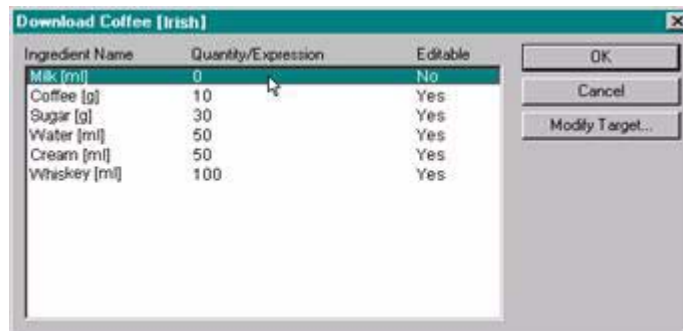 Download Coffee [Irish]
Ingredient Name Quantity/Expression Editable
Milk [ml] 0 No
Coffee [g] 10 Yes
Sugar [g] 30 Yes
Water [ml] 50 Yes
Cream [ml] 50 Yes
Whiskey [ml] 100 Yes
OK
Cancel
Modify Target...